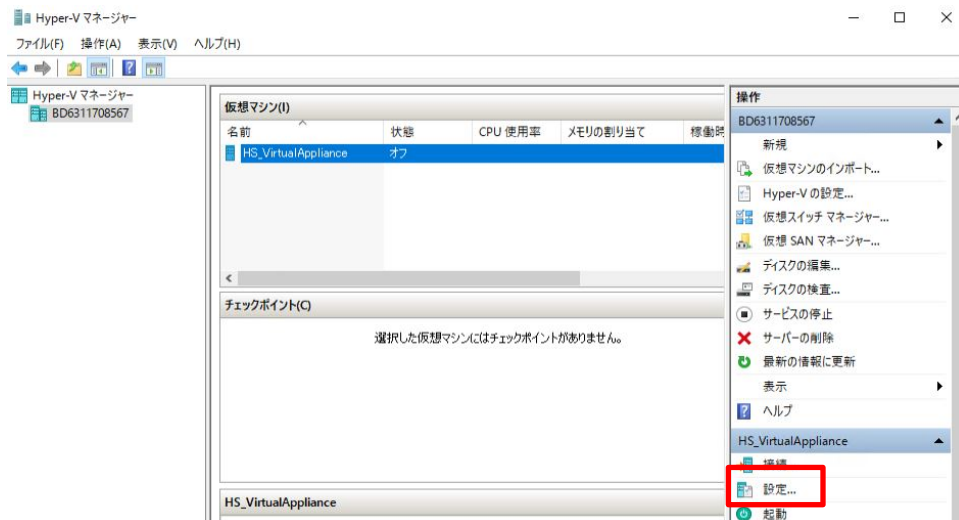 Hyper-V マネージャー
ファイル(F) 操作(A) 表示(V) ヘルプ(H)
Hyper-V マネージャー
BD6311708567
仮想マシン(I)
名前 状態 CPU 使用率 メモリの割り当て 稼働時
HS_VirtualAppliance オフ
チェックポイント(C)
選択した仮想マシンにはチェックポイントがありません。
HS_VirtualAppliance
操作
BD6311708567
新規
仮想マシンのインポート...
Hyper-V の設定...
仮想スイッチ マネージャー...
仮想 SAN マネージャー...
ディスクの編集...
ディスクの検査...
サービスの停止
サーバーの削除
最新の情報に更新
表示
ヘルプ
HS_VirtualAppliance
接続...
設定...
起動